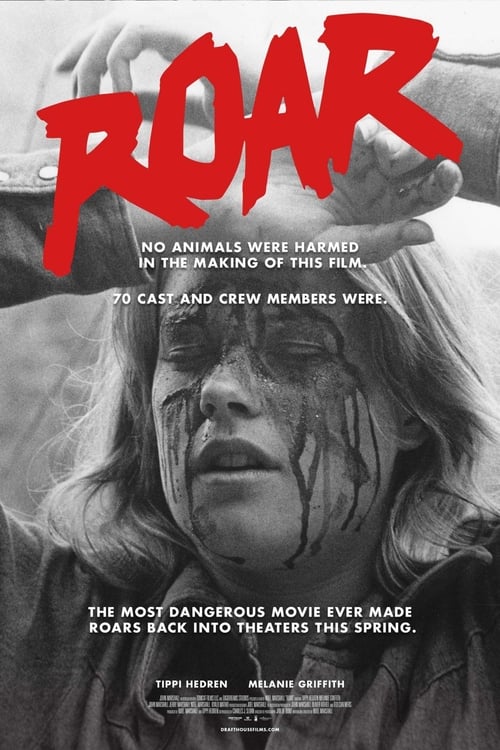 ROAR
NO ANIMALS WERE HARMED
IN THE MAKING OF THIS FILM.
70 CAST AND CREW MEMBERS WERE.
THE MOST DANGEROUS MOVIE EVER MADE
ROARS BACK INTO THEATERS THIS SPRING.
TIPPI HEDREN MELANIE GRIFFITH
DRAFTHOUSEFILMS.COM